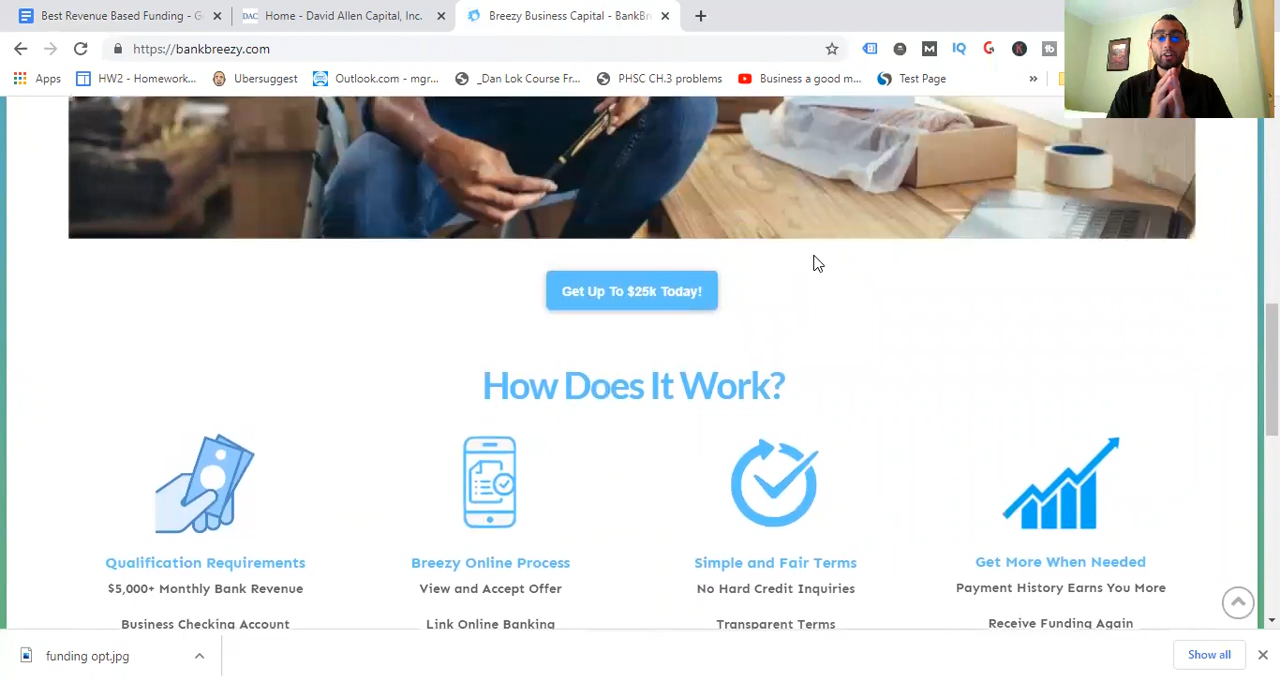 Best Revenue Based Funding - G
DAC Home - David Allen Capital, Inc.
Breezy Business Capital - BankBr
https://bankbreezy.com
M IQ G K tb
Apps HW2 - Homework... Ubersuggest Outlook.com - mgr... _Dan Lok Course Fr... PHSC CH.3 problems Business a good m... Test Page »
Get Up To $25k Today!
How Does It Work?
Qualification Requirements
$5,000+ Monthly Bank Revenue
Business Checking Account
Breezy Online Process
View and Accept Offer
Link Online Banking
Simple and Fair Terms
No Hard Credit Inquiries
Transparent Terms
Get More When Needed
Payment History Earns You More
Receive Funding Again
funding opt.jpg
Show all